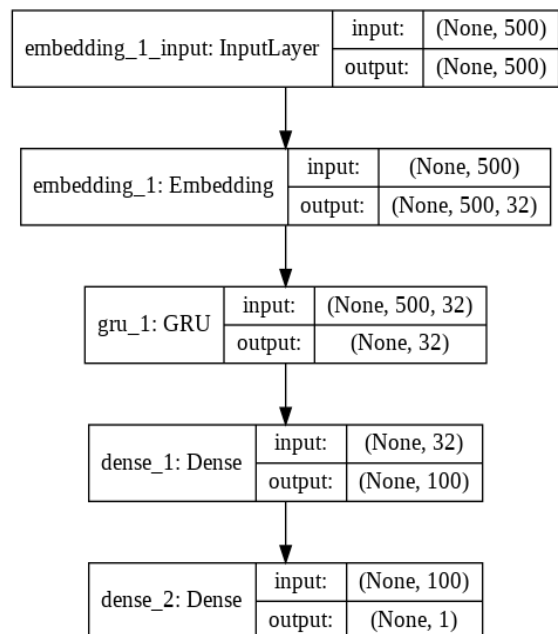 embedding_1_input: InputLayer
input: (None, 500)
output: (None, 500)
embedding_1: Embedding
input: (None, 500)
output: (None, 500, 32)
gru_1: GRU
input: (None, 500, 32)
output: (None, 32)
dense_1: Dense
input: (None, 32)
output: (None, 100)
dense_2: Dense
input: (None, 100)
output: (None, 1)